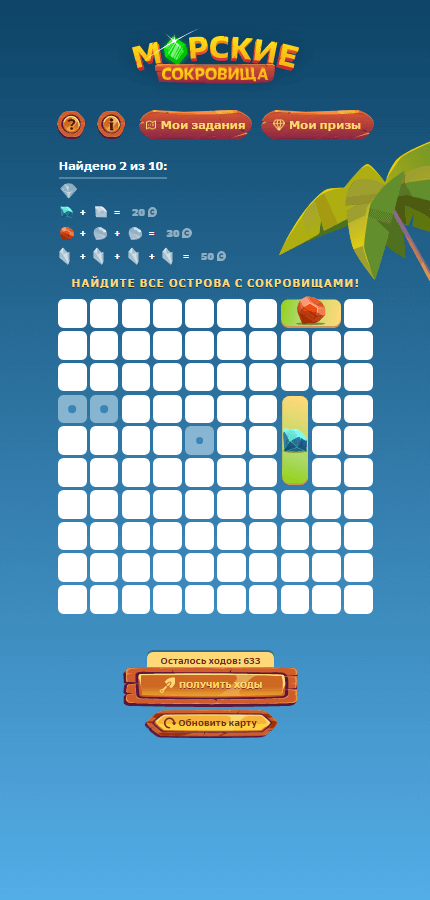 МОРСКИЕ
СОКРОВИЩА
? i Мои задания Мои призы
Найдено 2 из 10:
+ = 20
+ + = 30
+ + + = 50
НАЙДИТЕ ВСЕ ОСТРОВА С СОКРОВИЩАМИ!
Осталось ходов: 633
ПОЛУЧИТЬ ХОДЫ
Обновить карту